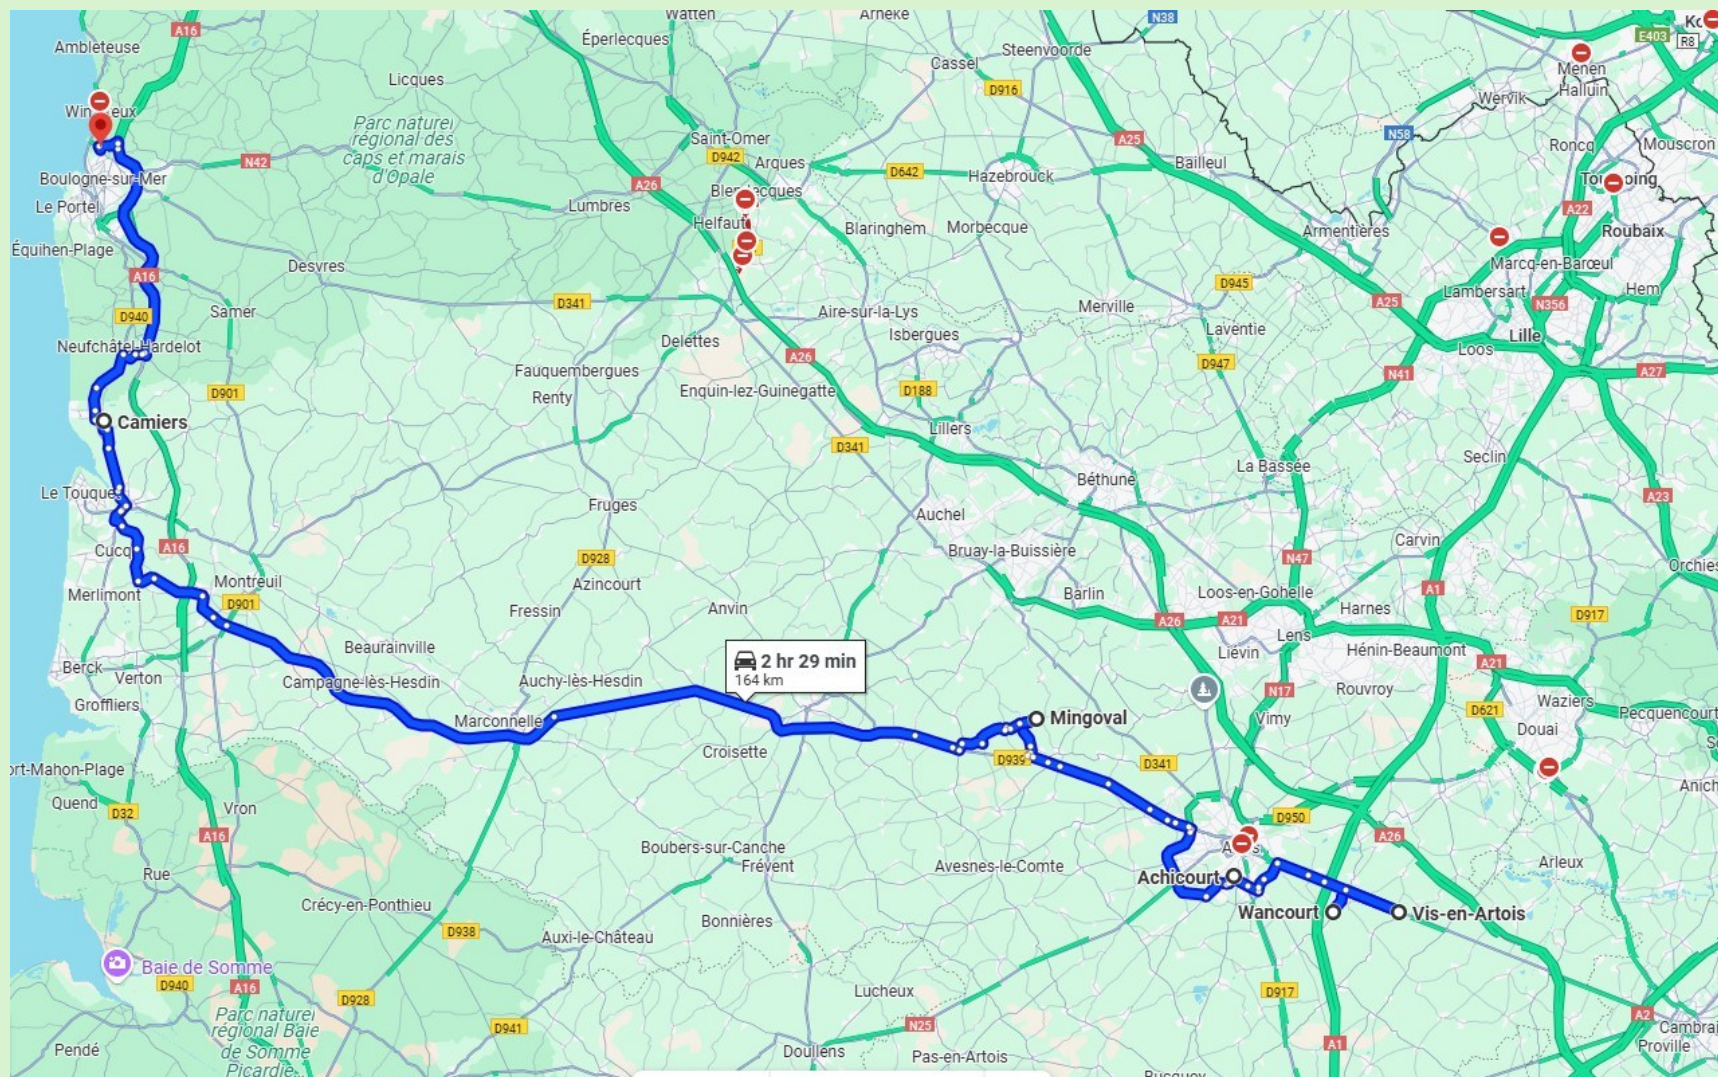 Watten
Arneke
N38
Ko
E403
R8
A16
Ambleteuse
Éperlecques
Steenvoorde
Cassel
Menen
Halluin
Licques
D916
Wervik
Parc naturel
régional des
caps et marais
d'Opale
Saint-Omer
A25
N58
Roncq
Mouscron
N42
D942
Arques
D642
Hazebrouck
Bailleul
Boulogne-sur-Mer
A26
Le Portel
Lumbres
A22
Helfaut
Blaringhem
Morbecque
Armentières
Roubaix
Équihen-Plage
Desvres
Marcq-en-Barœul
A16
D341
D945
Lambersart
Hem
N356
A25
D940
Samer
Aire-sur-la-Lys
Merville
Isbergues
Laventie
Lille
Neufchâtel-Hardelot
Delettes
A26
Loos
D947
Fauquembergues
N41
A27
D901
Renty
Enquin-lez-Guinegatte
D188
Camiers
Lillers
D341
Seclin
La Bassée
Le Touquet
Béthune
A23
Fruges
Auchel
Cucq
A16
D928
Bruay-la-Buissière
Carvin
N47
Orchies
Montreuil
Azincourt
Merlimont
D901
Fressin
Anvin
Barlin
Loos-en-Gohelle
A1
Harnes
D917
A26
A21
Lens
Beaurainville
Liévin
Hénin-Beaumont
2 hr 29 min
164 km
A21
Berck
Verton
Campagne-lès-Hesdin
Auchy-lès-Hesdin
N17
Rouvroy
Waziers
Groffliers
Marconnelle
Mingoval
Vimy
D621
Douai
Pecquencourt
Croisette
D939
D341
ort-Mahon-Plage
Anich
Quend
D32
Vron
D950
A16
A26
Boubers-sur-Canche
Frévent
Avesnes-le-Comte
Arleux
Rue
Achicourt
Crécy-en-Ponthieu
Bonnières
Wancourt
Vis-en-Artois
D938
Auxi-le-Château
Baie de Somme
D940
A16
D928
Lucheux
D917
Parc naturel
régional Baie
de Somme
Picardie...
D941
N25
A2
Cambrai
Proville
Pendé
Doullens
Pas-en-Artois
A1